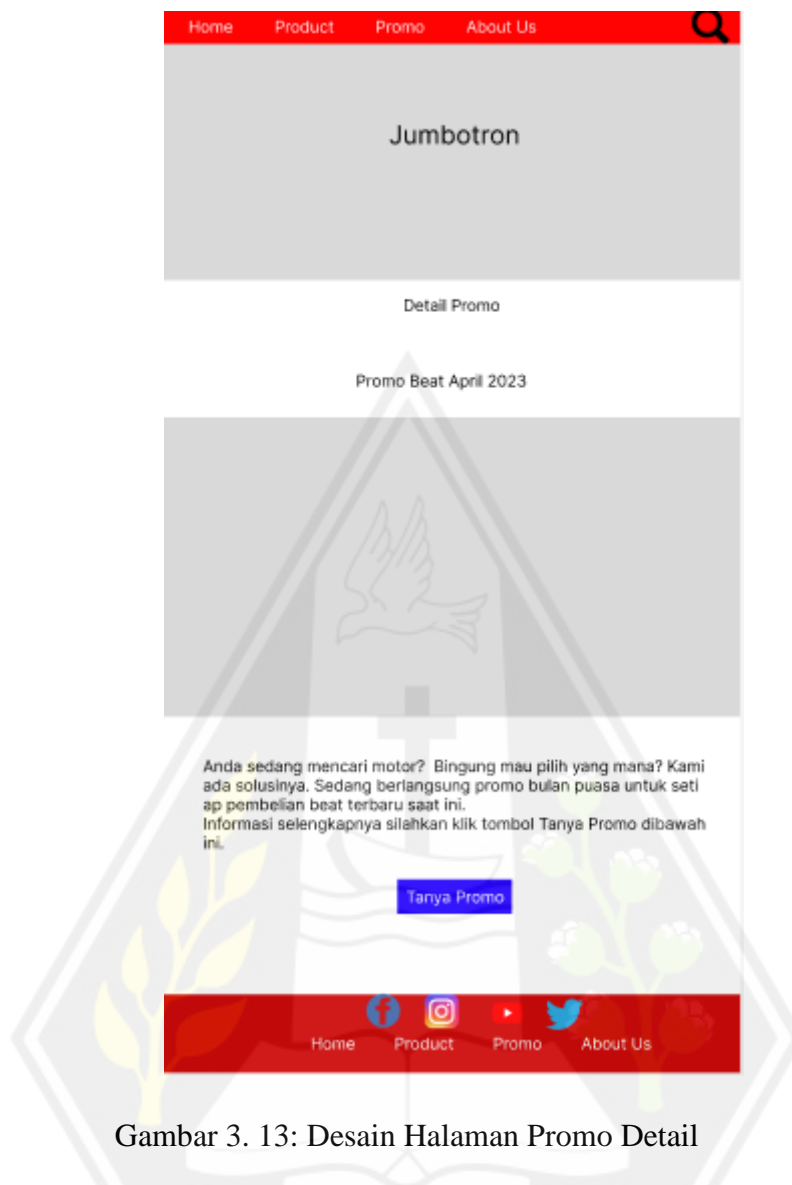 Home Product Promo About Us
Jumbotron
Detail Promo
Promo Beat April 2023
Anda sedang mencari motor? Bingung mau pilih yang mana? Kami
ada solusinya. Sedang berlangsung promo bulan puasa untuk seti
ap pembelian beat terbaru saat ini.
Informasi selengkapnya silahkan klik tombol Tanya Promo dibawah
ini.
Tanya Promo
Home Product Promo About Us
Gambar 3. 13: Desain Halaman Promo Detail